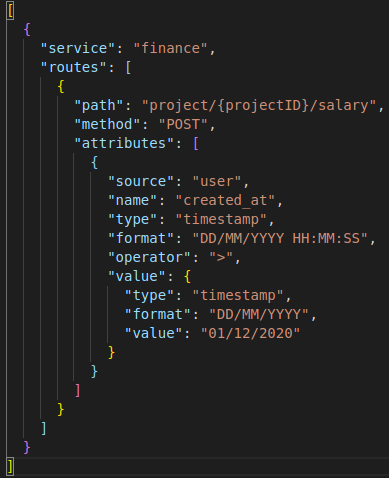 [
  {
    "service": "finance",
    "routes": [
      {
        "path": "project/{projectID}/salary",
        "method": "POST",
        "attributes": [
          {
            "source": "user",
            "name": "created_at",
            "type": "timestamp",
            "format": "DD/MM/YYYY HH:MM:SS",
            "operator": ">",
            "value": {
              "type": "timestamp",
              "format": "DD/MM/YYYY",
              "value": "01/12/2020"
            }
          }
        ]
      }
    ]
  }
]